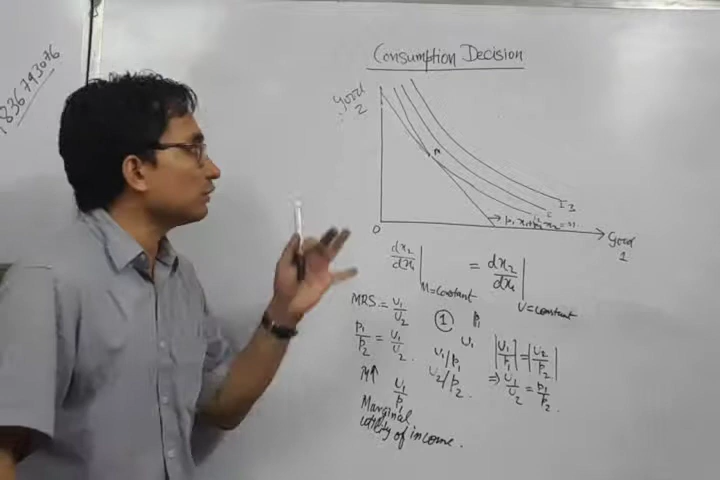 Consumption Decision
Good
2
M
I3
p1x1+p2x2=M
0
Good
1
dx2/dx1 | M=constant = dx2/dx1 | U=constant
MRS = U1/U2
① p1
U1
p1/p2 = U1/U2.
U1/p1
U2/p2.
|U1/P1| = |U2/P2|
⇒ U1/U2 = p1/p2.
M↑
U1/P1
Marginal
utility of income.